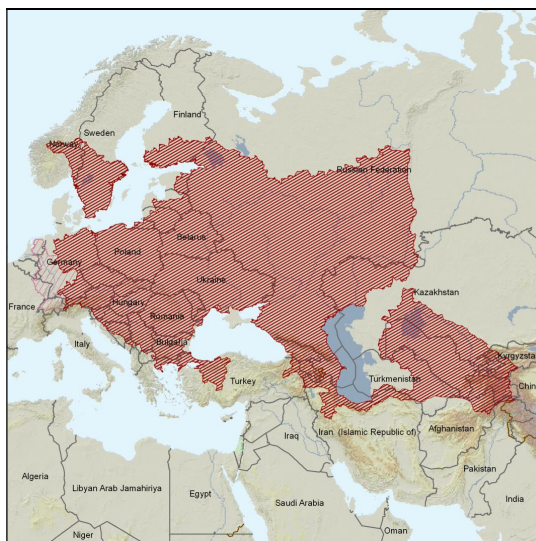 Finland
Sweden
Norway
Russian Federation
Belarus
Poland
Germany
Ukraine
Kazakhstan
France
Hungary
Romania
Italy
Bulgaria
Kyrgyzsta
Turkey
Turkmenistan
Chin
Afghanistan
Iraq
Iran, (Islamic Republic of)
Pakistan
Algeria
Libyan Arab Jamahiriya
Egypt
Saudi Arabia
India
Oman
Niger